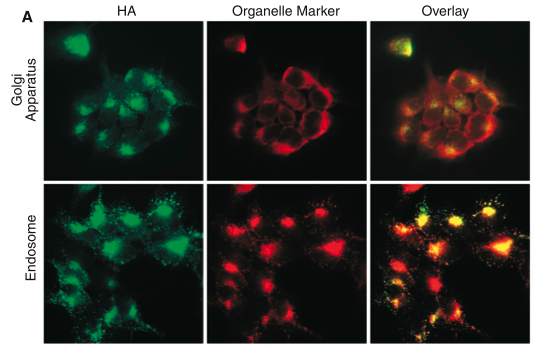 A
HA
Organelle Marker
Overlay
Golgi
Apparatus
Endosome